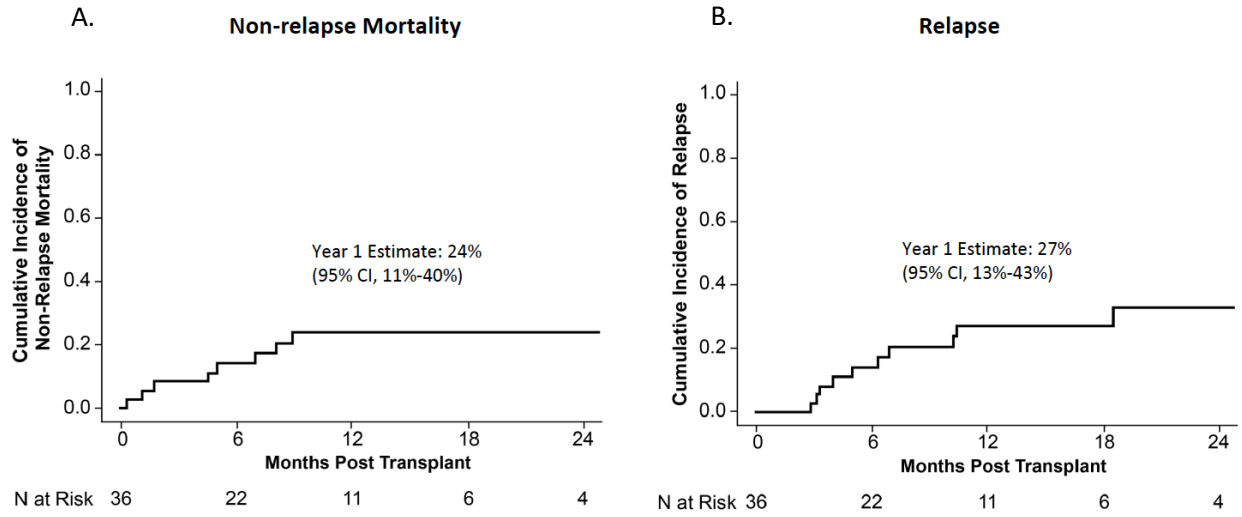 A.
Non-relapse Mortality
Cumulative Incidence of
Non-Relapse Mortality
1.0
0.8
0.6
0.4
0.2
0.0
Year 1 Estimate: 24%
(95% CI, 11%-40%)
0 6 12 18 24
Months Post Transplant
N at Risk 36 22 11 6 4
B.
Relapse
Cumulative Incidence of Relapse
1.0
0.8
0.6
0.4
0.2
0.0
Year 1 Estimate: 27%
(95% CI, 13%-43%)
0 6 12 18 24
Months Post Transplant
N at Risk 36 22 11 6 4